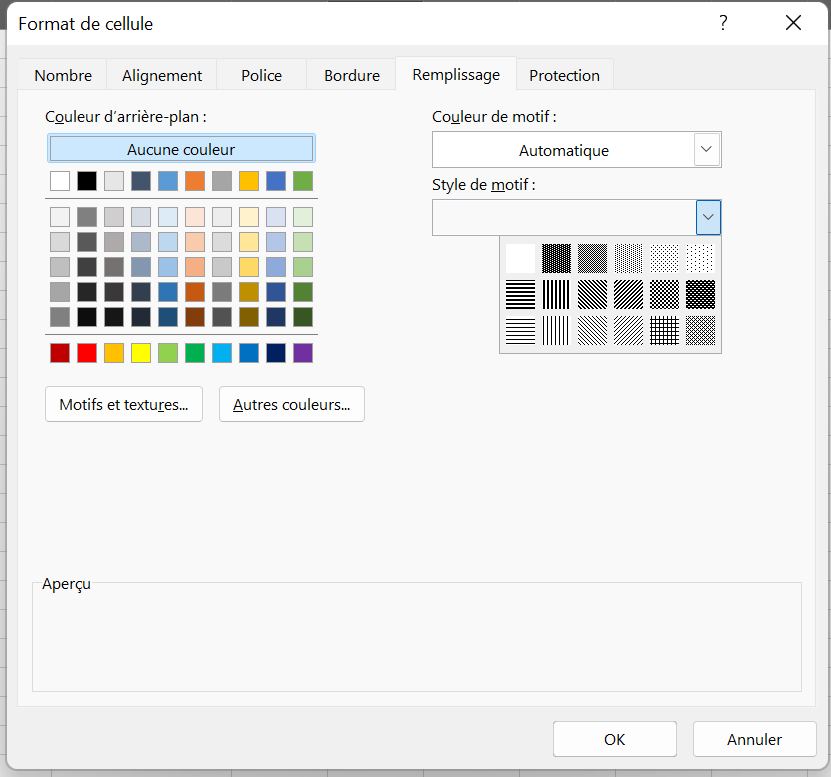 Format de cellule
?
Nombre
Alignement
Police
Bordure
Remplissage
Protection
Couleur d'arrière-plan :
Aucune couleur
Couleur de motif :
Automatique
Style de motif :
Motifs et textures...
Autres couleurs...
Aperçu
OK
Annuler